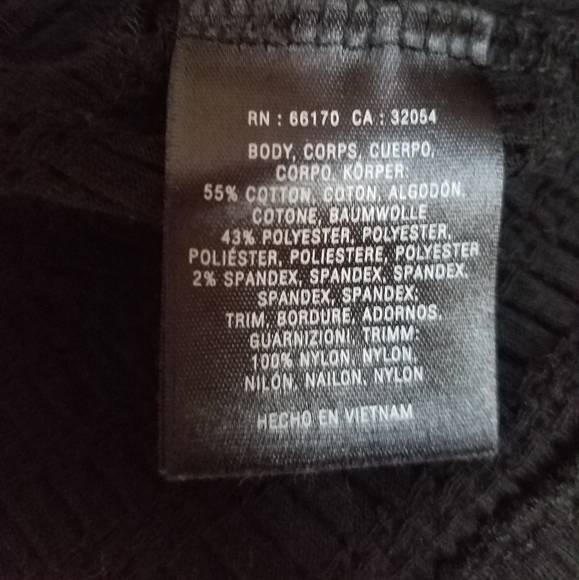 RN : 66170 CA : 32054
BODY, CORPS, CUERPO,
CORPO, KÖRPER:
55% COTTON, COTON, ALGODÓN,
COTONE, BAUMWOLLE
43% POLYESTER, POLYESTER,
POLIÉSTER, POLIESTERE, POLYESTER
2% SPANDEX, SPANDEX, SPANDEX,
SPANDEX, SPANDEX;
TRIM, BORDURE, ADORNOS,
GUARNIZIONI, TRIMM:
100% NYLON, NYLON,
NILÓN, NAILON, NYLON
HECHO EN VIETNAM